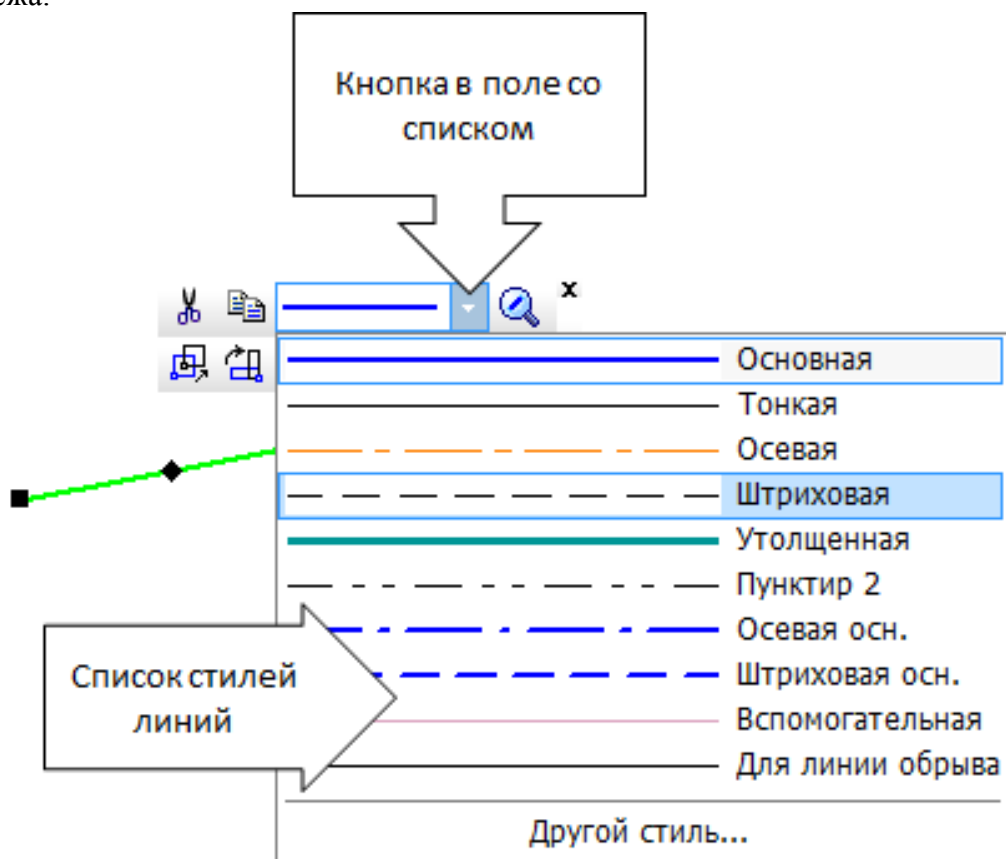 Кнопка в поле со
списком
x
Основная
Тонкая
Осевая
Штриховая
Утолщенная
Пунктир 2
Осевая осн.
Список стилей
линий
Штриховая осн.
Вспомогательная
Для линии обрыва
Другой стиль...